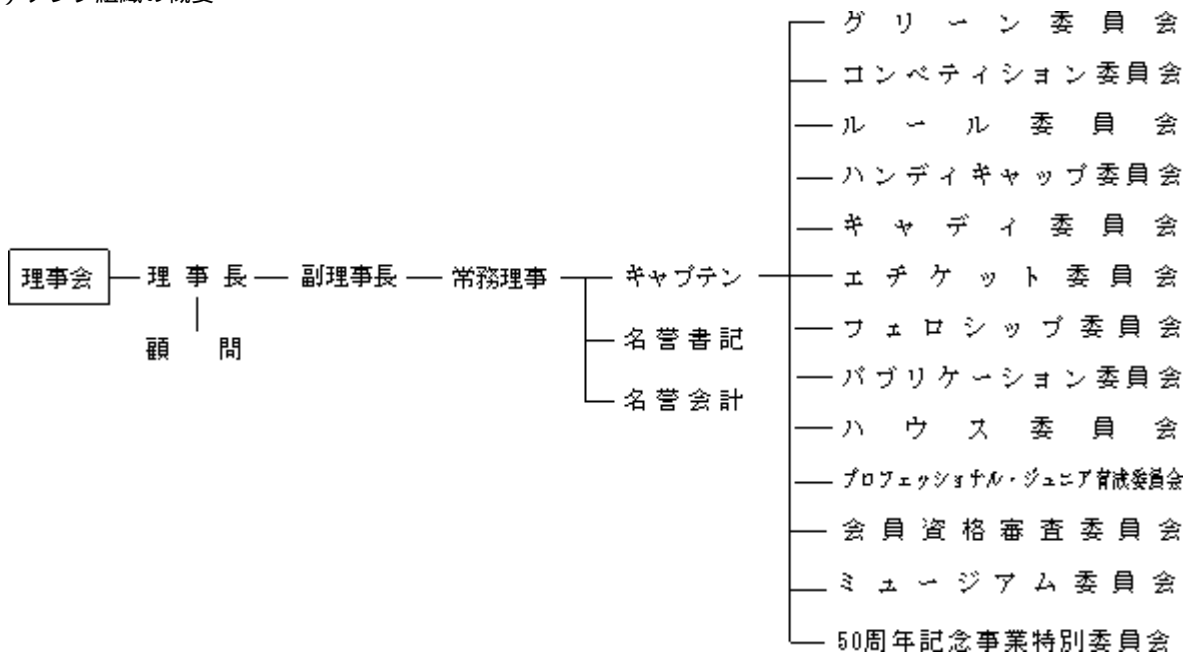 グリーン委員会
コンペティション委員会
ルール委員会
ハンディキャップ委員会
キャディ委員会
理事会 理事長 副理事長 常務理事 キャプテン エチケット委員会
フェロシップ委員会
顧問 名誉書記
パブリケーション委員会
名誉会計
ハウス委員会
プロフェッショナル・ジュニア育成委員会
会員資格審査委員会
ミュージアム委員会
50周年記念事業特別委員会